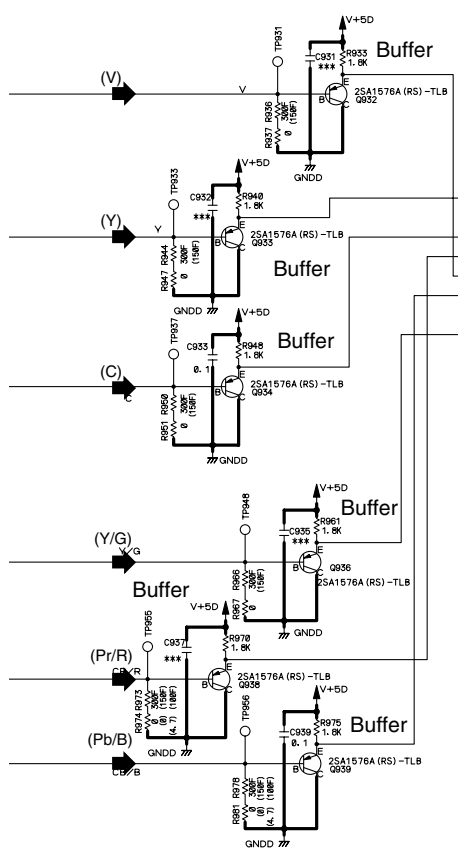 V+5D
TP931
C931
***
R933
1.8K
Buffer
(V)
V
R936
300F
(150F)
R937
0
B
E
C
2SA1576A(RS)-TLB
Q932
GNDD
V+5D
TP933
C932
***
R940
1.8K
(Y)
Y
R944
300F
(150F)
R947
0
B
E
C
2SA1576A(RS)-TLB
Q933
Buffer
GNDD
V+5D
TP937
C933
0.1
R948
1.8K
Buffer
(C)
C
R950
300F
(150F)
R951
0
B
E
C
2SA1576A(RS)-TLB
Q934
GNDD
V+5D
TP948
C935
***
R961
1.8K
Buffer
(Y/G)
Y/G
R966
300F
(150F)
R967
0
B
E
C
Q936
2SA1576A(RS)-TLB
GNDD
Buffer
V+5D
TP955
C937
***
R970
1.8K
(Pr/R)
CR/R
R973
300F
(150F)
(100F)
R974
0
(0)
(4.7)
B
E
C
2SA1576A(RS)-TLB
Q938
GNDD
V+5D
TP956
C939
0.1
R975
1.8K
Buffer
(Pb/B)
CB/B
R978
300F
(150F)
(100F)
R981
0
(0)
(4.7)
B
E
C
2SA1576A(RS)-TLB
Q939
GNDD